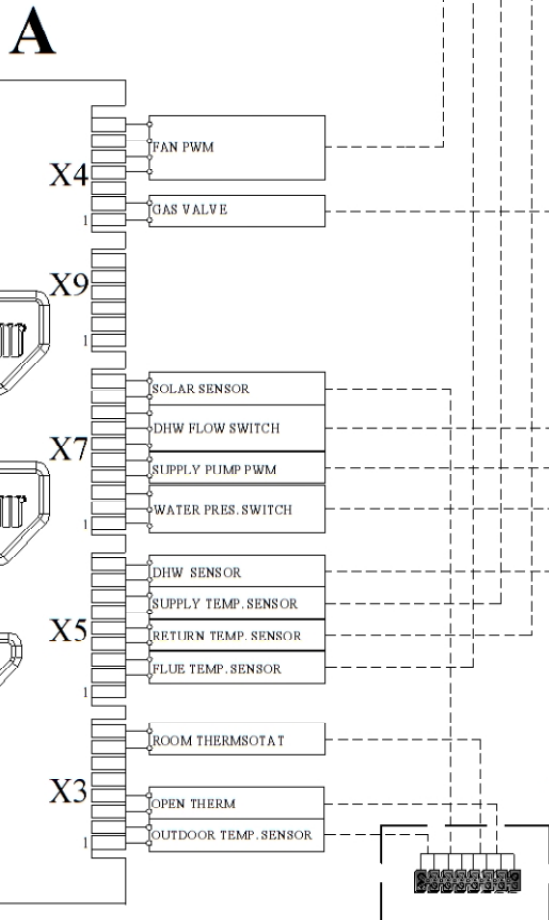 A
FAN PWM
X4
GAS VALVE
1
X9
1
SOLAR SENSOR
DHW FLOW SWITCH
X7
SUPPLY PUMP PWM
WATER PRES. SWITCH
1
DHW SENSOR
SUPPLY TEMP. SENSOR
X5
RETURN TEMP. SENSOR
FLUE TEMP. SENSOR
1
ROOM THERMSOTAT
X3
OPEN THERM
OUTDOOR TEMP. SENSOR
1